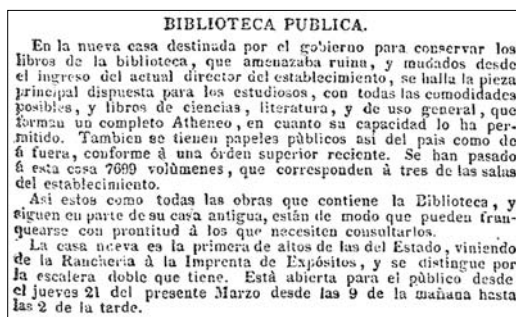 BIBLIOTECA PUBLICA.
En la nueva casa destinada por el gobierno para conservar los
libros de la biblioteca, que amenazaba ruina, y mudados desde
el ingreso del actual director del establecimiento, se halla la pieza
principal dispuesta para los estudiosos, con todas las comodidades
posibles, y libros de ciencias, literatura, y de uso general, que
forman un completo Atheneo, en cuanto su capacidad lo ha per-
mitido. Tambien se tienen papeles públicos asi del pais como de
á fuera, conforme á una órden superior reciente. Se han pasado
á esta casa 7699 volùmenes, que corresponden à tres de las salas
del establecimiento.
Asi estos como todas las obras que contiene la Biblioteca, y
siguen en parte de su casa antigua, están de modo que pueden fran-
quearse con prontitud à los que necesiten consultarlos.
La casa nueva es la primera de altos de las del Estado, viniendo
de la Rancheria à la Imprenta de Expósitos, y se distingue por
la escalera doble que tiene. Està abierta para el público desde
el jueves 21 del presente Marzo desde las 9 de la mañana hasta
las 2 de la tarde.